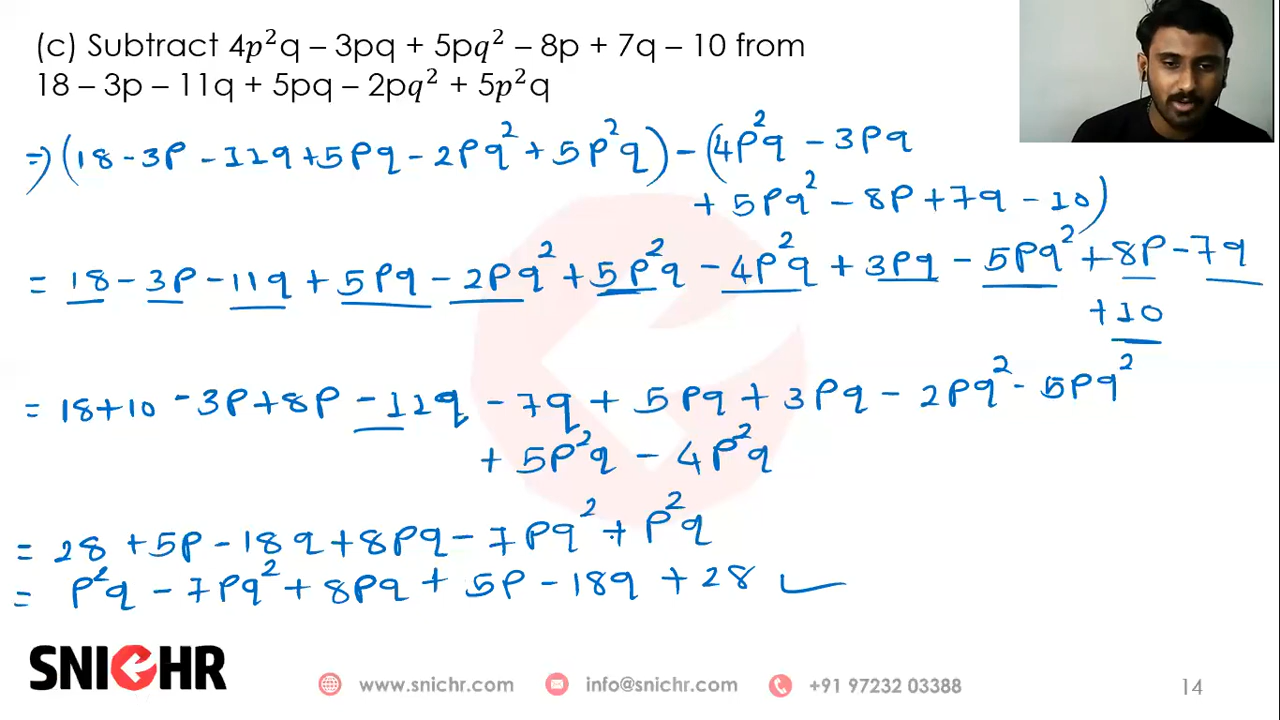 (c) Subtract 4p²q – 3pq + 5pq² – 8p + 7q – 10 from
18 – 3p – 11q + 5pq – 2pq² + 5p²q
⇒ (18 - 3p - 11q + 5pq - 2pq² + 5p²q) - (4p²q - 3pq
+ 5pq² - 8p + 7q - 10)
= 18 - 3p - 11q + 5pq - 2pq² + 5p²q - 4p²q + 3pq - 5pq² + 8p - 7q
+ 10
= 18 + 10 - 3p + 8p - 11q - 7q + 5pq + 3pq - 2pq² - 5pq²
+ 5p²q - 4p²q
= 28 + 5p - 18q + 8pq - 7pq² + p²q
= p²q - 7pq² + 8pq + 5p - 18q + 28
SNICHR
www.snichr.com info@snichr.com +91 97232 03388 14